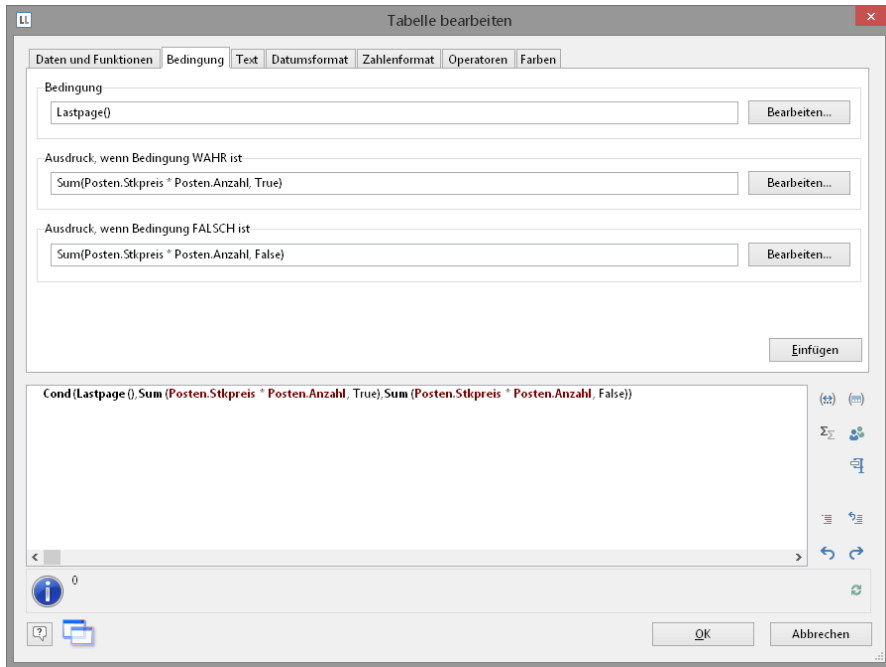 LL
Tabelle bearbeiten
Daten und Funktionen Bedingung Text Datumsformat Zahlenformat Operatoren Farben
Bedingung
Lastpage()
Bearbeiten...
Ausdruck, wenn Bedingung WAHR ist
Sum(Posten.Stkpreis * Posten.Anzahl, True)
Bearbeiten...
Ausdruck, wenn Bedingung FALSCH ist
Sum(Posten.Stkpreis * Posten.Anzahl, False)
Bearbeiten...
Einfügen
Cond(Lastpage(),Sum (Posten.Stkpreis * Posten.Anzahl, True),Sum (Posten.Stkpreis * Posten.Anzahl, False))
0
OK Abbrechen